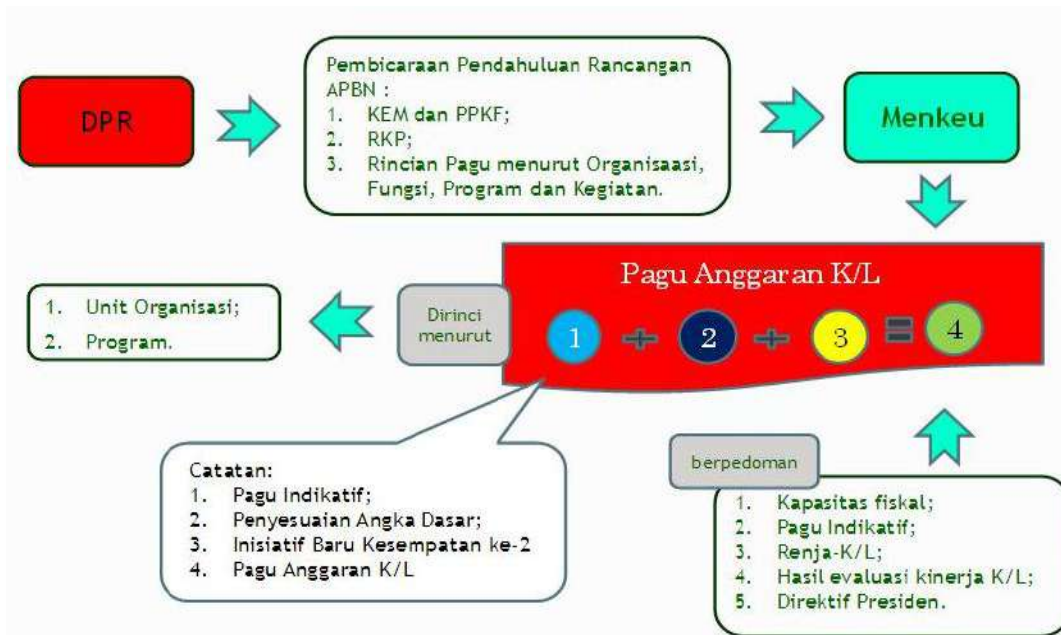 DPR
Pembicaraan Pendahuluan Rancangan
APBN :
1. KEM dan PPKF;
2. RKP;
3. Rincian Pagu menurut Organisaasi,
Fungsi, Program dan Kegiatan.
Menkeu
Pagu Anggaran K/L
1 + 2 + 3 = 4
Dirinci
menurut
1. Unit Organisasi;
2. Program.
Catatan:
1. Pagu Indikatif;
2. Penyesuaian Angka Dasar;
3. Inisiatif Baru Kesempatan ke-2
4. Pagu Anggaran K/L
berpedoman
1. Kapasitas fiskal;
2. Pagu Indikatif;
3. Renja-K/L;
4. Hasil evaluasi kinerja K/L;
5. Direktif Presiden.